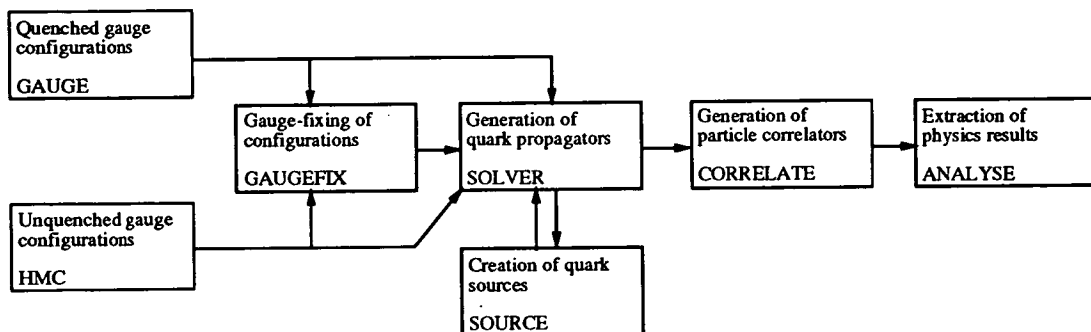 Quenched gauge
configurations
GAUGE
Gauge-fixing of
configurations
GAUGEFIX
Generation of
quark propagators
SOLVER
Generation of
particle correlators
CORRELATE
Extraction of
physics results
ANALYSE
Unquenched gauge
configurations
HMC
Creation of quark
sources
SOURCE